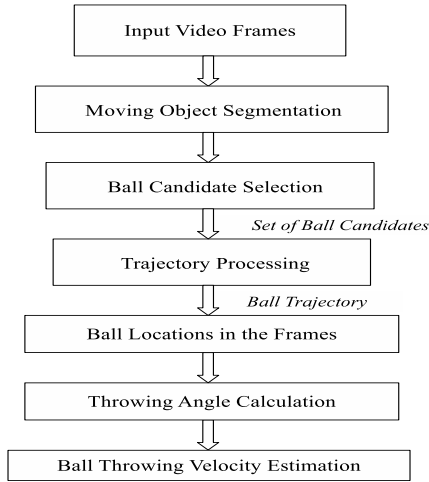 Input Video Frames
Moving Object Segmentation
Ball Candidate Selection
Set of Ball Candidates
Trajectory Processing
Ball Trajectory
Ball Locations in the Frames
Throwing Angle Calculation
Ball Throwing Velocity Estimation